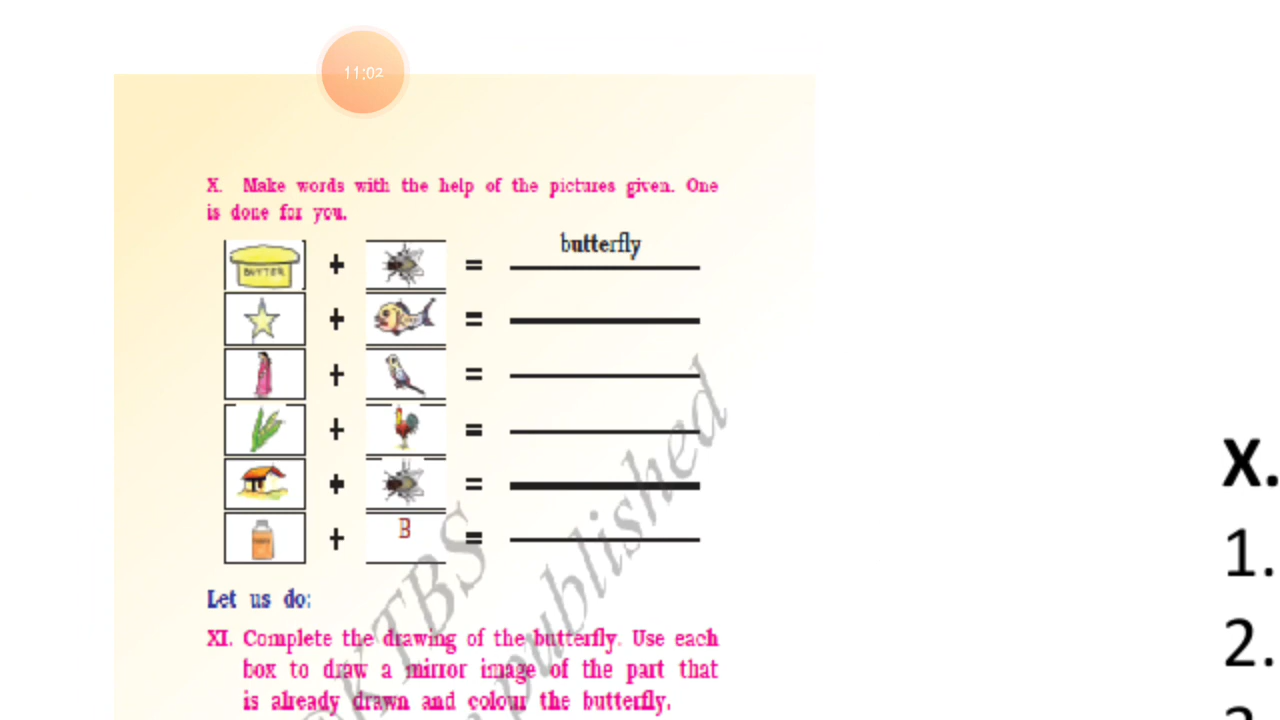 11:02
X. Make words with the help of the pictures given. One
is done for you.
BUTTER + = butterfly
+ =
+ =
+ =
+ =
+ B =
Let us do:
XI. Complete the drawing of the butterfly. Use each
box to draw a mirror image of the part that
is already drawn and colour the butterfly.
KTBS
published
X.
1.
2.